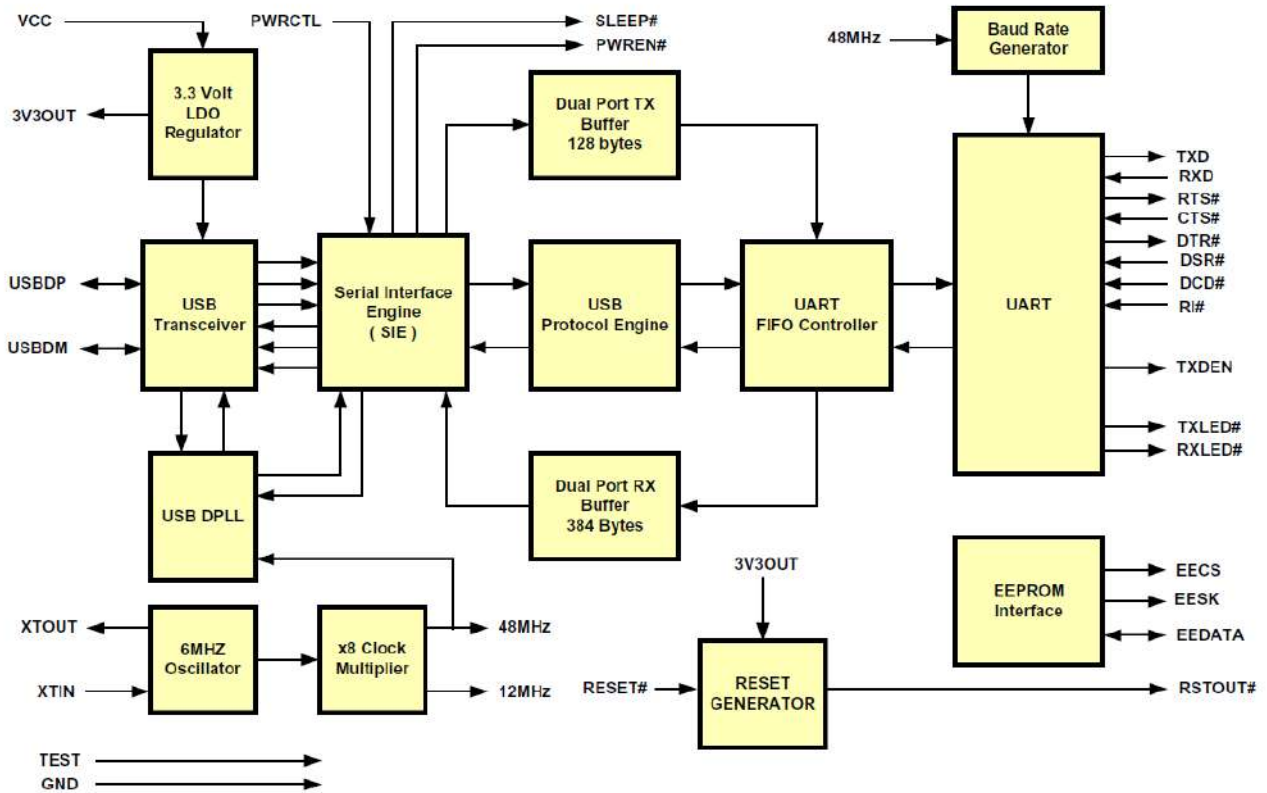 VCC
PWRCTL
SLEEP#
PWREN#
48MHz
Baud Rate
Generator
3V3OUT
3.3 Volt
LDO
Regulator
Dual Port TX
Buffer
128 bytes
TXD
RXD
RTS#
CTS#
DTR#
DSR#
DCD#
RI#
TXDEN
TXLED#
RXLED#
USBDP
USBDM
USB
Transceiver
Serial Interface
Engine
( SIE )
USB
Protocol Engine
UART
FIFO Controller
UART
USB DPLL
Dual Port RX
Buffer
384 Bytes
3V3OUT
EEPROM
Interface
EECS
EESK
EEDATA
XTOUT
XTIN
6MHZ
Oscillator
x8 Clock
Multiplier
48MHz
12MHz
RESET#
RESET
GENERATOR
RSTOUT#
TEST
GND